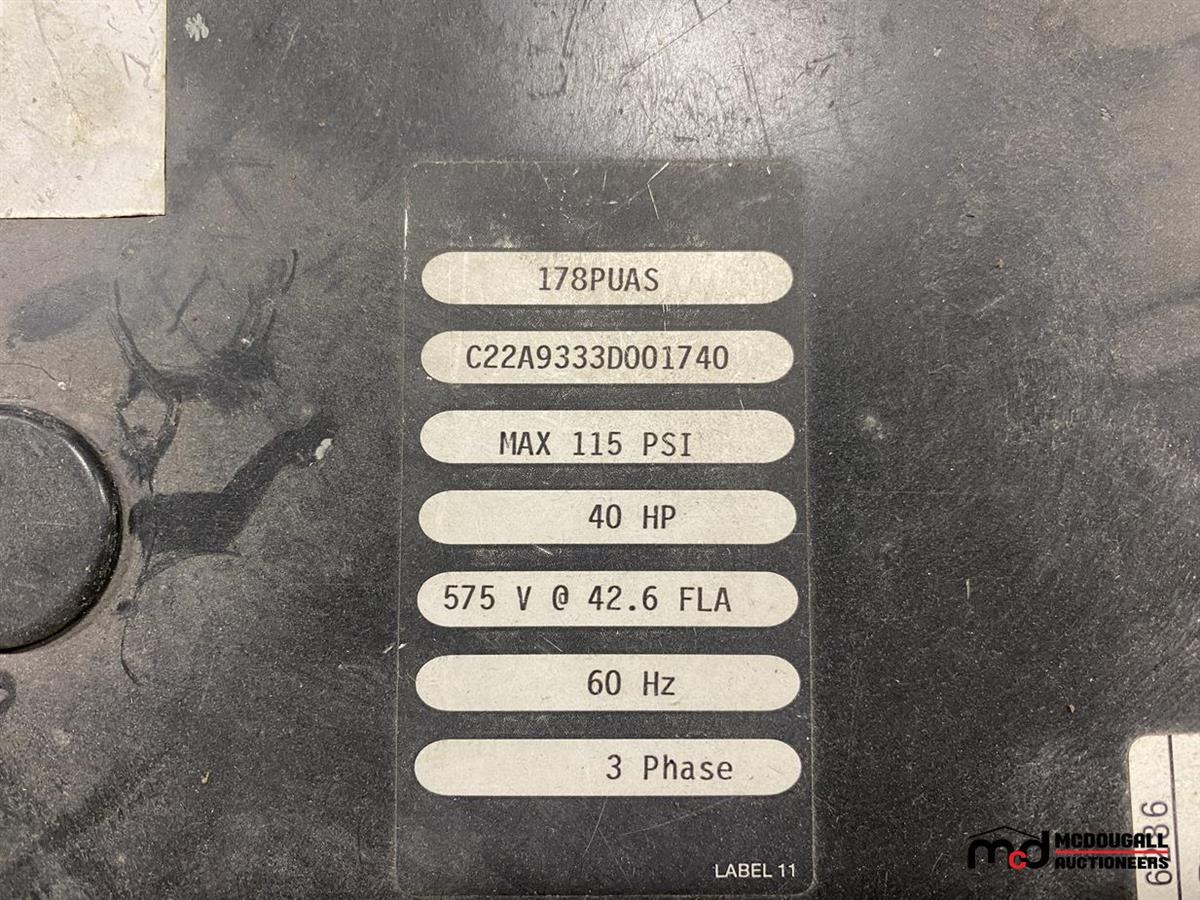 178PUAS
C22A9333D001740
MAX 115 PSI
40 HP
575 V @ 42.6 FLA
60 Hz
3 Phase
LABEL 11
mcd MCDOUGALL
AUCTIONEERS